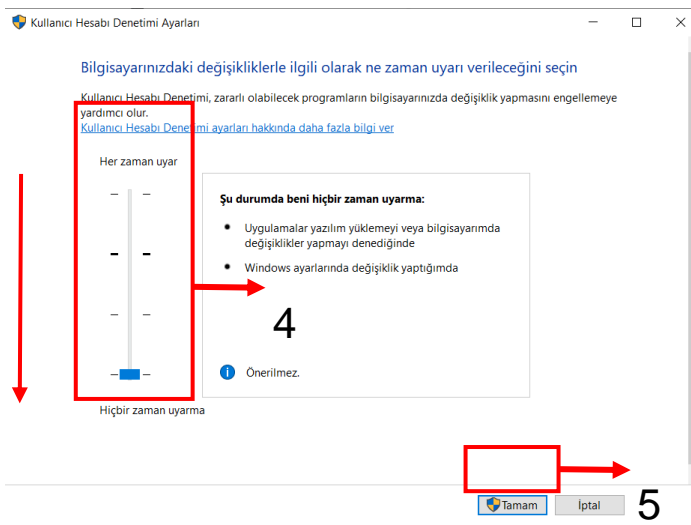 Kullanıcı Hesabı Denetimi Ayarları
Bilgisayarınızdaki değişikliklerle ilgili olarak ne zaman uyarı verileceğini seçin
Kullanıcı Hesabı Denetimi, zararlı olabilecek programların bilgisayarınızda değişiklik yapmasını engellemeye
yardımcı olur.
Kullanıcı Hesabı Denetimi ayarları hakkında daha fazla bilgi ver
Her zaman uyar
Şu durumda beni hiçbir zaman uyarma:
Uygulamalar yazılım yüklemeyi veya bilgisayarımda
değişiklikler yapmayı denediğinde
Windows ayarlarında değişiklik yaptığımda
4
Önerilmez.
Hiçbir zaman uyarma
Tamam
İptal
5